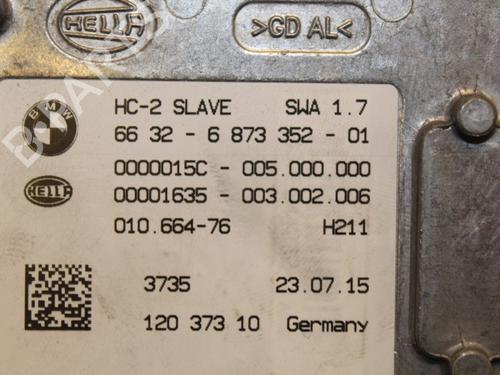 HELLA
>GD AL<
BMW
HC-2 SLAVE SWA 1.7
66 32 - 6 873 352 - 01
0000015C - 005.000.000
HELLA
00001635 - 003.002.006
010.664-76 H211
3735 23.07.15
120 373 10 Germany
B-PARTS